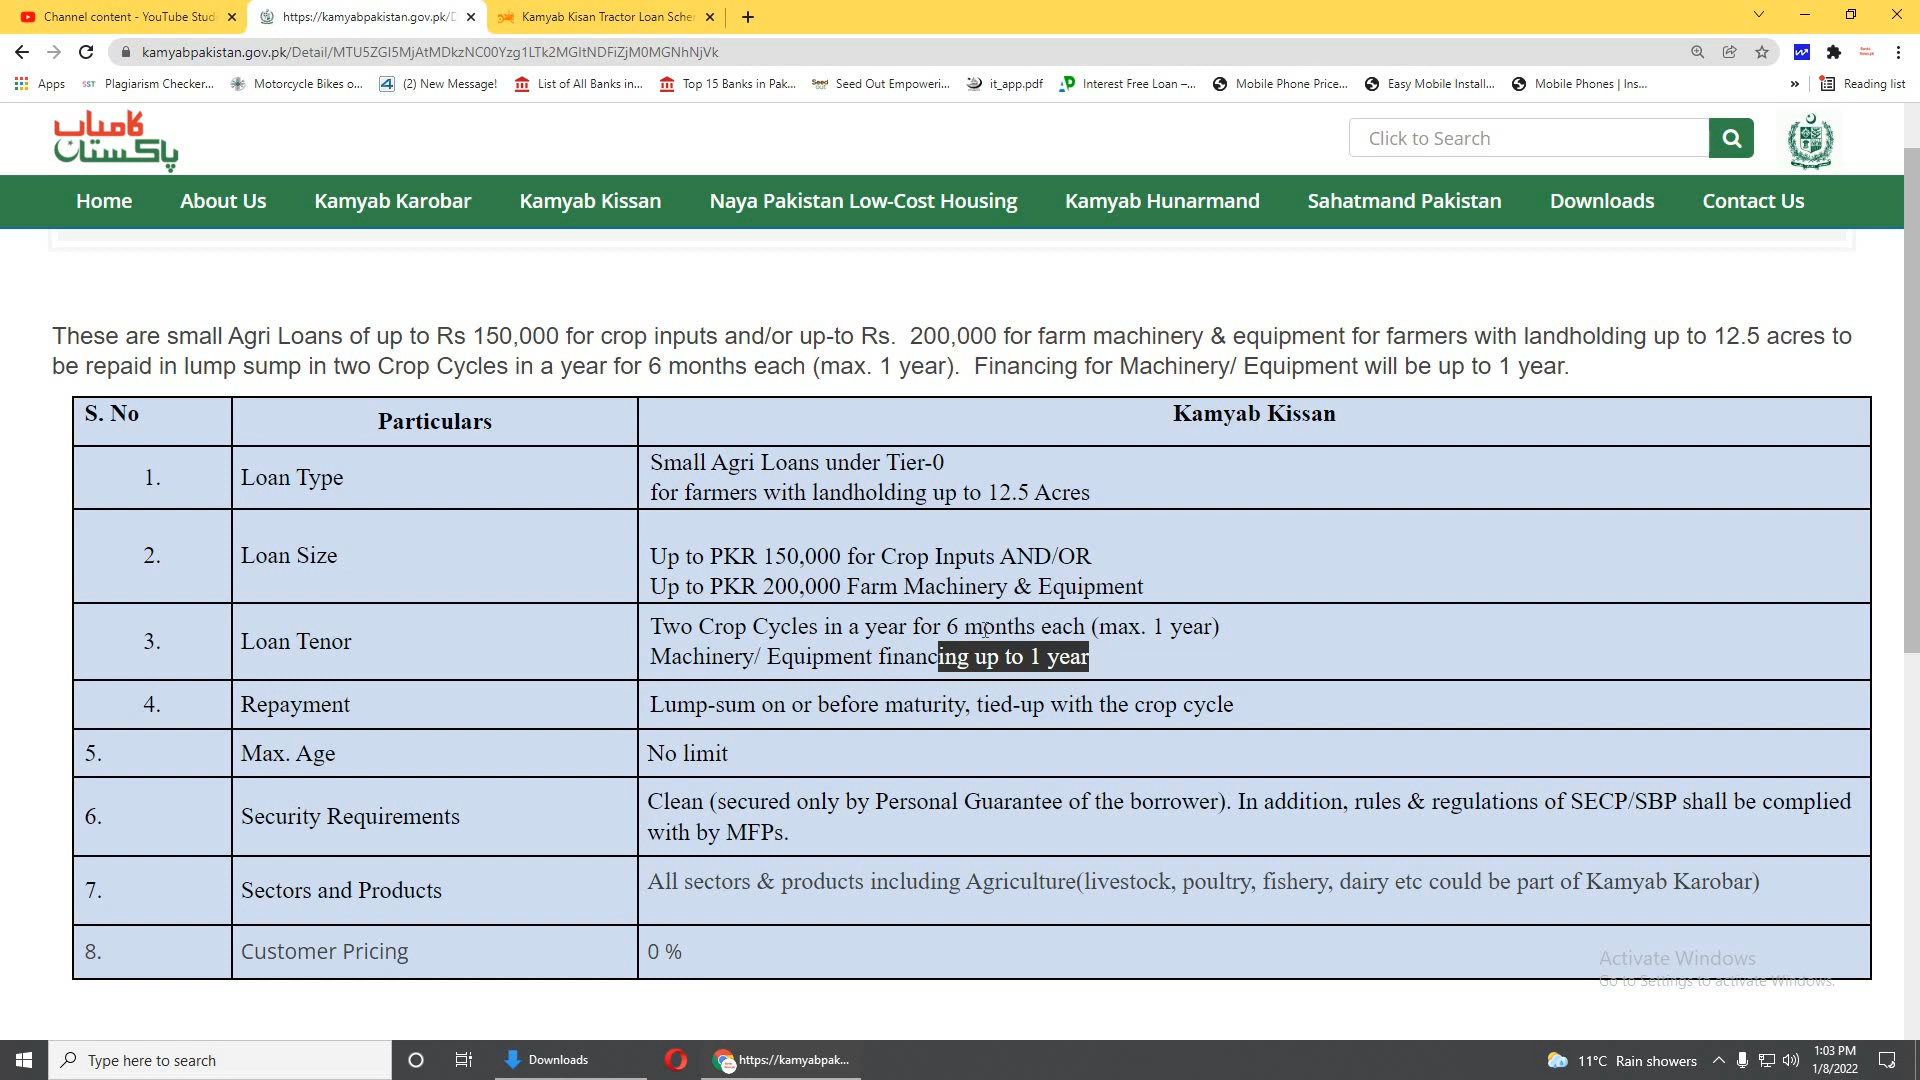 Channel content - YouTube Stud
https://kamyabpakistan.gov.pk/D
Kamyab Kisan Tractor Loan Sche
kamyabpakistan.gov.pk/Detail/MTU5ZGI5MjAtMDkzNC00Yzg1LTk2MGItNDFiZjM0MGNhNjVk
Apps
SST Plagiarism Checker...
Motorcycle Bikes o...
(2) New Message!
List of All Banks in...
Top 15 Banks in Pak...
Seed Out Empoweri...
it_app.pdf
Interest Free Loan –...
Mobile Phone Price...
Easy Mobile Install...
Mobile Phones | Ins...
»
Reading list
کامیاب
پاکستان
Click to Search
Home
About Us
Kamyab Karobar
Kamyab Kissan
Naya Pakistan Low-Cost Housing
Kamyab Hunarmand
Sahatmand Pakistan
Downloads
Contact Us
These are small Agri Loans of up to Rs 150,000 for crop inputs and/or up-to Rs. 200,000 for farm machinery & equipment for farmers with landholding up to 12.5 acres to
be repaid in lump sump in two Crop Cycles in a year for 6 months each (max. 1 year). Financing for Machinery/ Equipment will be up to 1 year.
S. No
Particulars
Kamyab Kissan
1.
Loan Type
Small Agri Loans under Tier-0
for farmers with landholding up to 12.5 Acres
2.
Loan Size
Up to PKR 150,000 for Crop Inputs AND/OR
Up to PKR 200,000 Farm Machinery & Equipment
3.
Loan Tenor
Two Crop Cycles in a year for 6 months each (max. 1 year)
Machinery/ Equipment financing up to 1 year
4.
Repayment
Lump-sum on or before maturity, tied-up with the crop cycle
5.
Max. Age
No limit
6.
Security Requirements
Clean (secured only by Personal Guarantee of the borrower). In addition, rules & regulations of SECP/SBP shall be complied
with by MFPs.
7.
Sectors and Products
All sectors & products including Agriculture(livestock, poultry, fishery, dairy etc could be part of Kamyab Karobar)
8.
Customer Pricing
0 %
Activate Windows
Go to Settings to activate Windows.
Type here to search
Downloads
https://kamyabpak...
11°C Rain showers
1:03 PM
1/8/2022